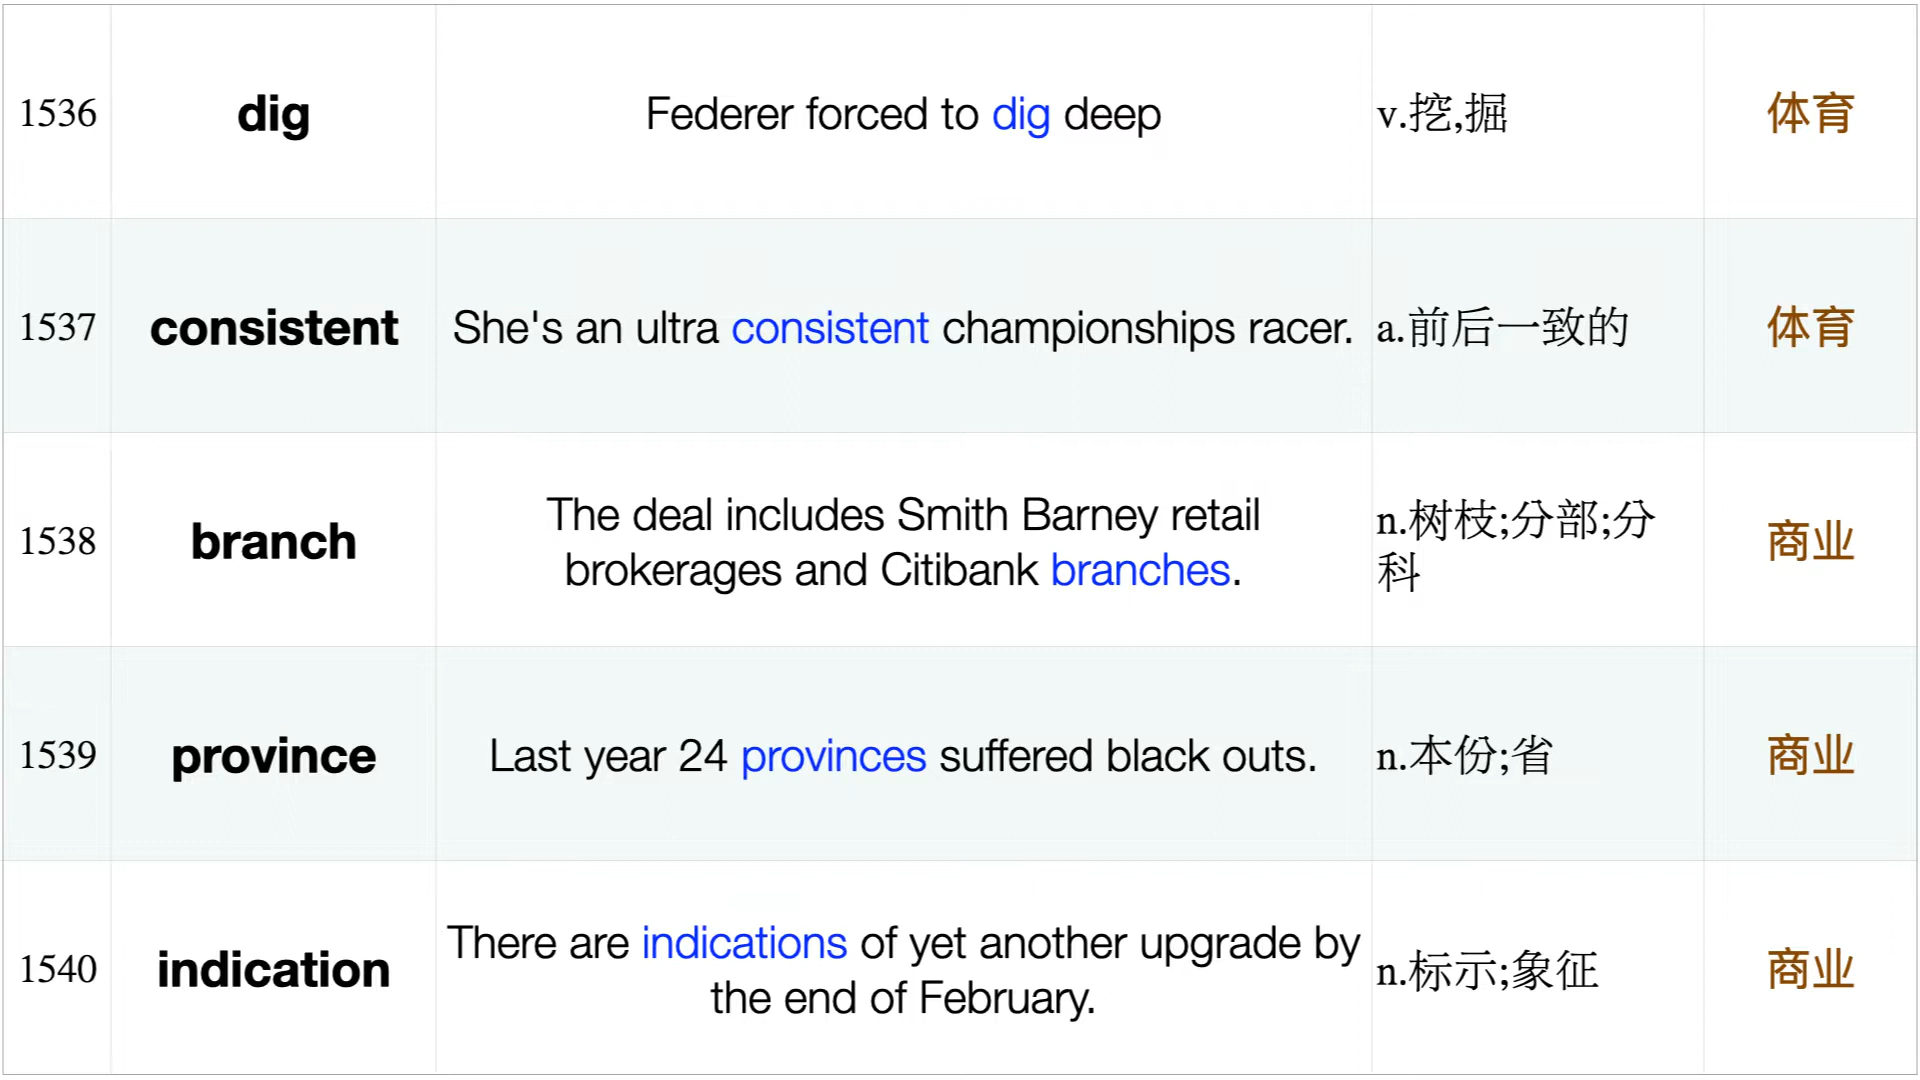 1536 dig Federer forced to dig deep v.挖,掘 体育
1537 consistent She's an ultra consistent championships racer. a.前后一致的 体育
1538 branch The deal includes Smith Barney retail n.树枝;分部;分 商业
brokerages and Citibank branches. 科
1539 province Last year 24 provinces suffered black outs. n.本份;省 商业
1540 indication There are indications of yet another upgrade by n.标示;象征 商业
the end of February.